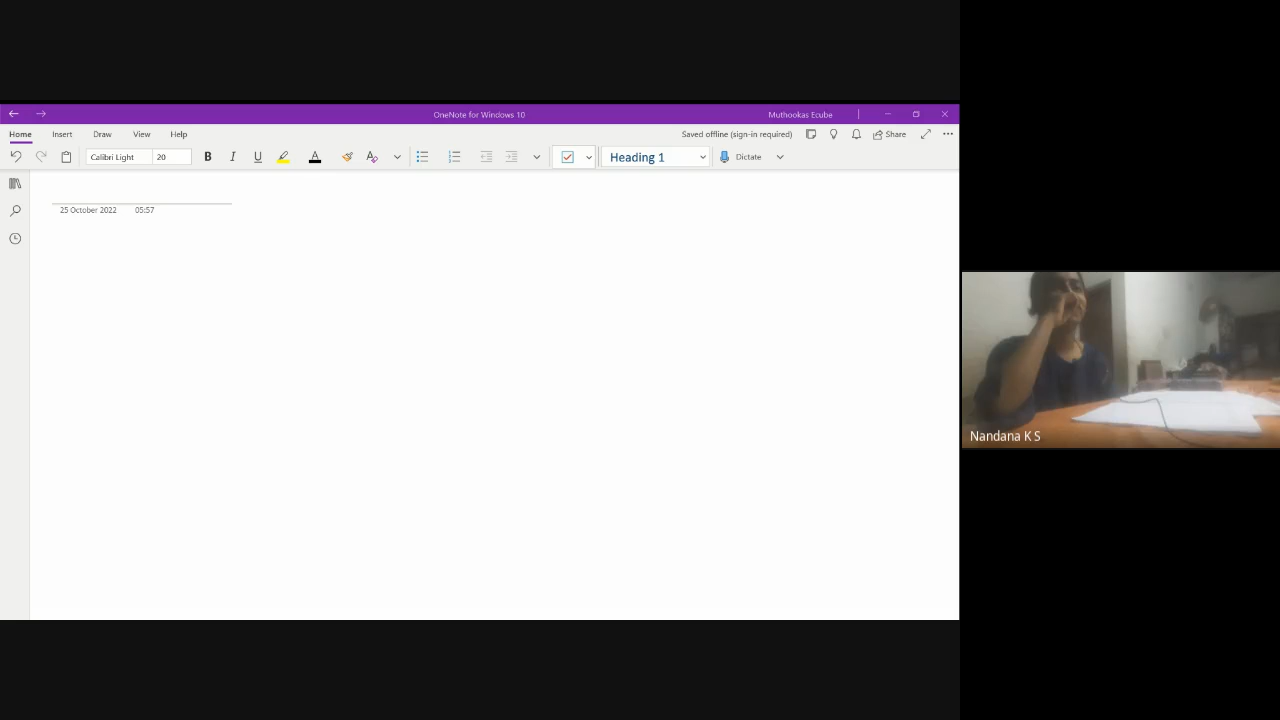 OneNote for Windows 10
Muthookas Ecube
Home Insert Draw View Help
Saved offline (sign-in required)
Share
Calibri Light 20 B I U A A Heading 1 Dictate
25 October 2022 05:57
Nandana K S